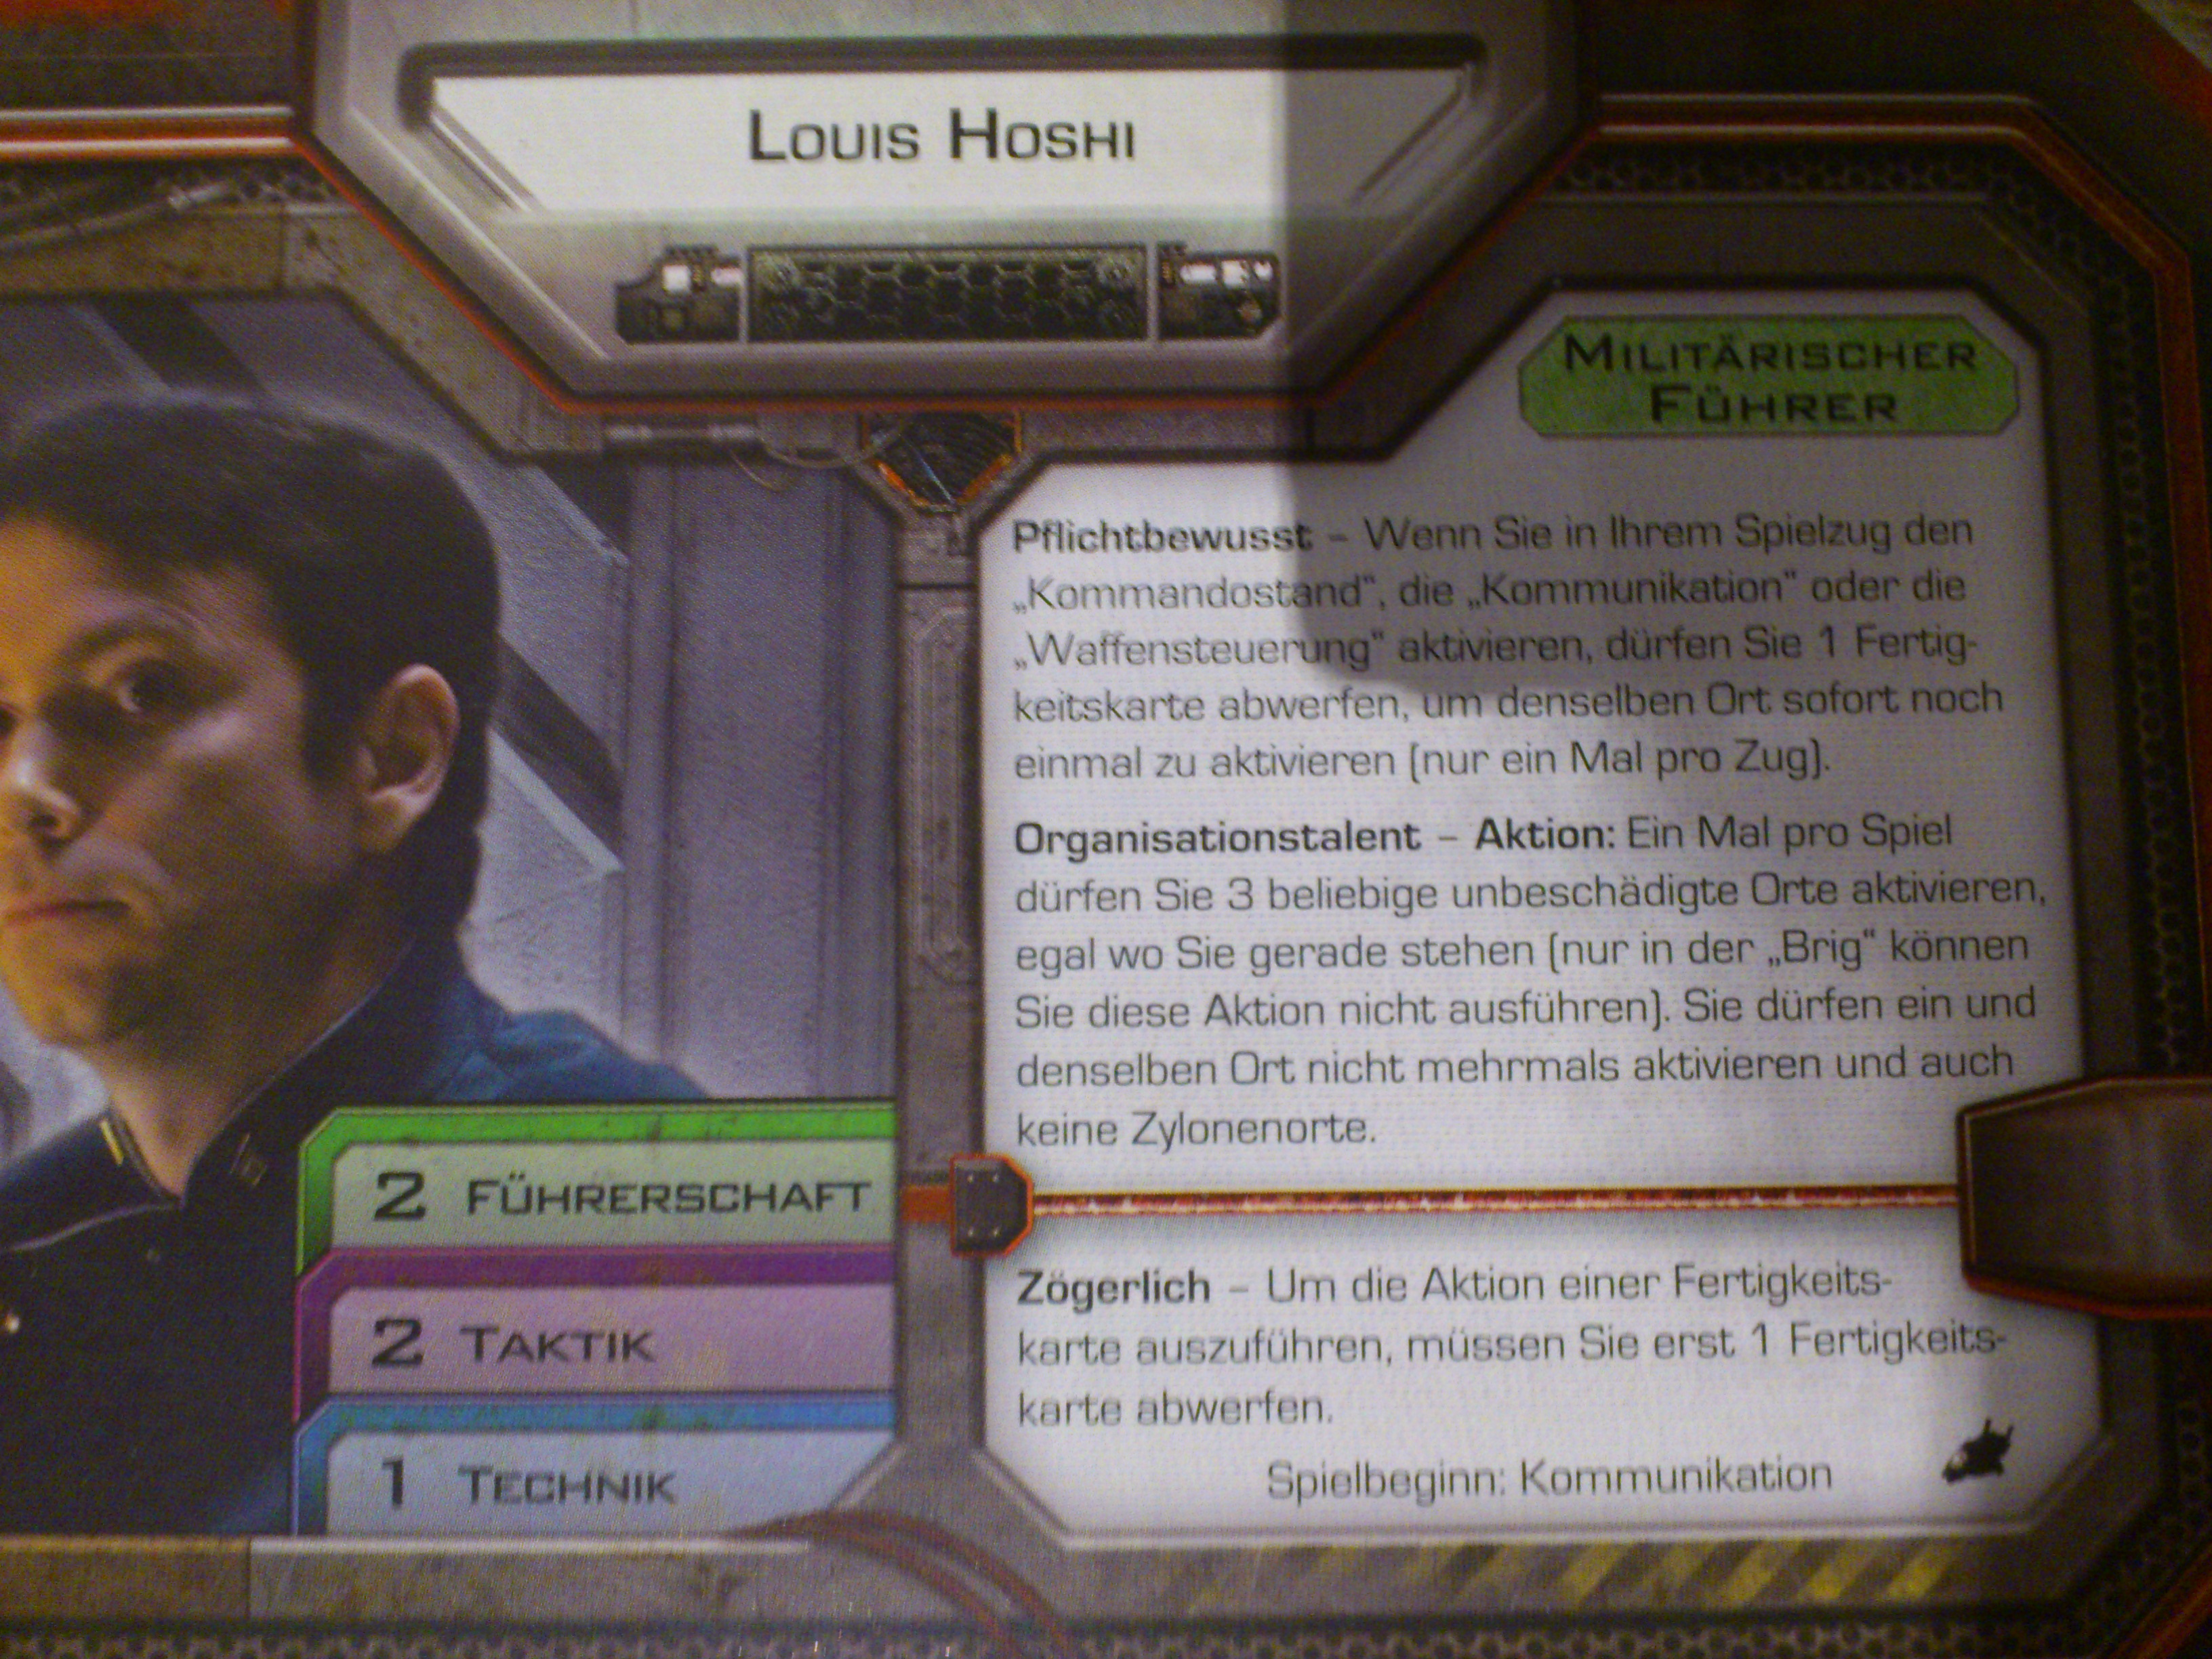 LOUIS HOSHI
MILITÄRISCHER
FÜHRER
Pflichtbewusst – Wenn Sie in Ihrem Spielzug den
„Kommandostand“, die „Kommunikation“ oder die
„Waffensteuerung“ aktivieren, dürfen Sie 1 Fertig-
keitskarte abwerfen, um denselben Ort sofort noch
einmal zu aktivieren (nur ein Mal pro Zug).
Organisationstalent – Aktion: Ein Mal pro Spiel
dürfen Sie 3 beliebige unbeschädigte Orte aktivieren,
egal wo Sie gerade stehen (nur in der „Brig“ können
Sie diese Aktion nicht ausführen). Sie dürfen ein und
denselben Ort nicht mehrmals aktivieren und auch
keine Zylonenorte.
2 FÜHRERSCHAFT
2 TAKTIK
1 TECHNIK
Zögerlich – Um die Aktion einer Fertigkeits-
karte auszuführen, müssen Sie erst 1 Fertigkeits-
karte abwerfen.
Spielbeginn: Kommunikation